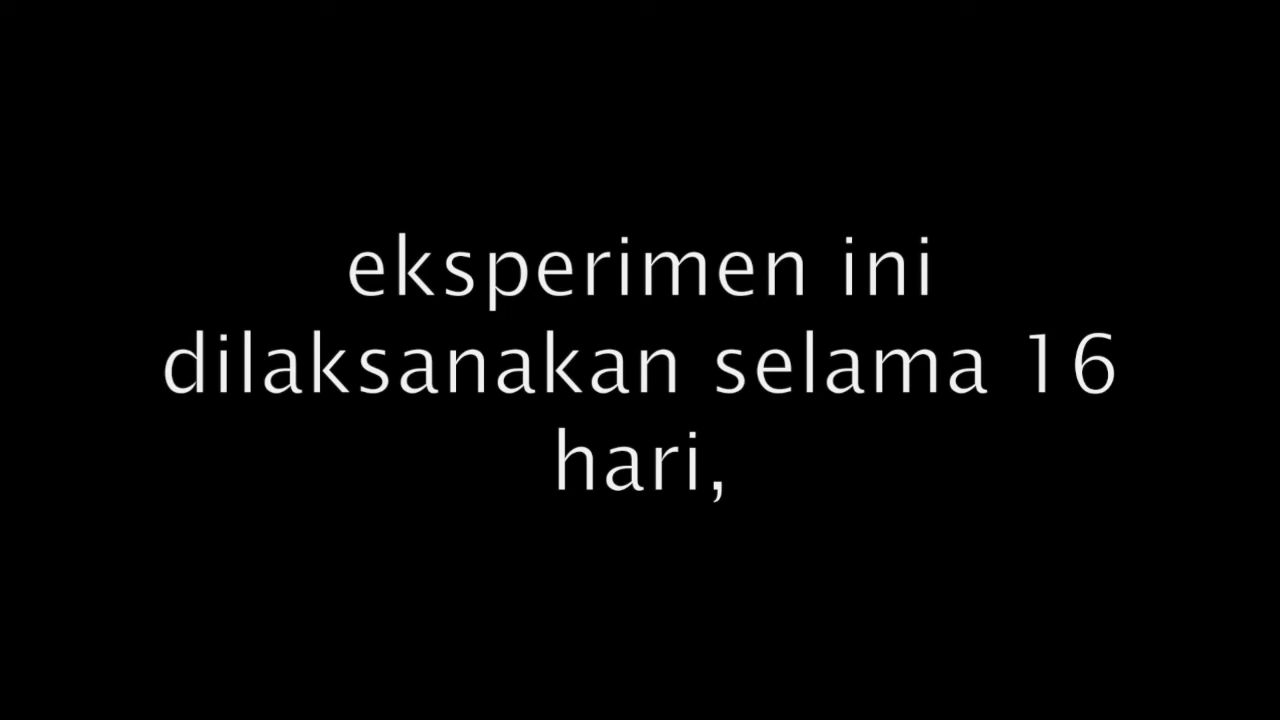 eksperimen ini
dilaksanakan selama 16
hari,